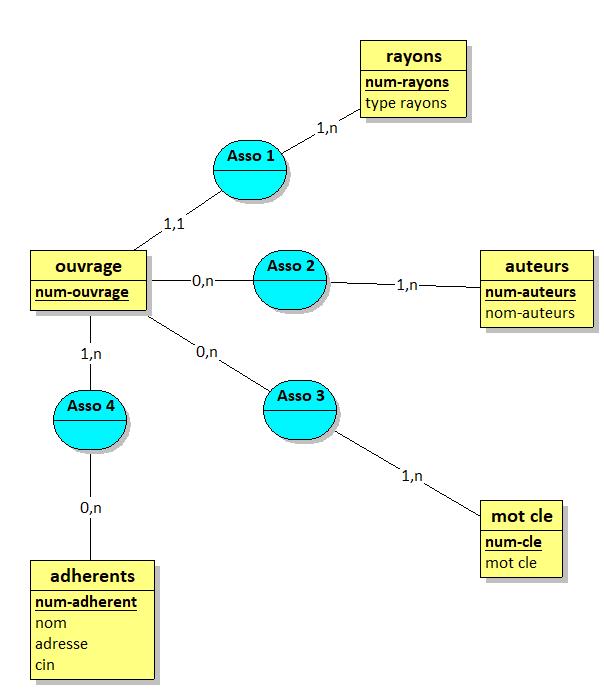 rayons
num-rayons
type rayons
1,n
Asso 1
1,1
ouvrage
num-ouvrage
0,n
Asso 2
1,n
auteurs
num-auteurs
nom-auteurs
1,n
0,n
Asso 4
Asso 3
1,n
0,n
mot cle
num-cle
mot cle
adherents
num-adherent
nom
adresse
cin